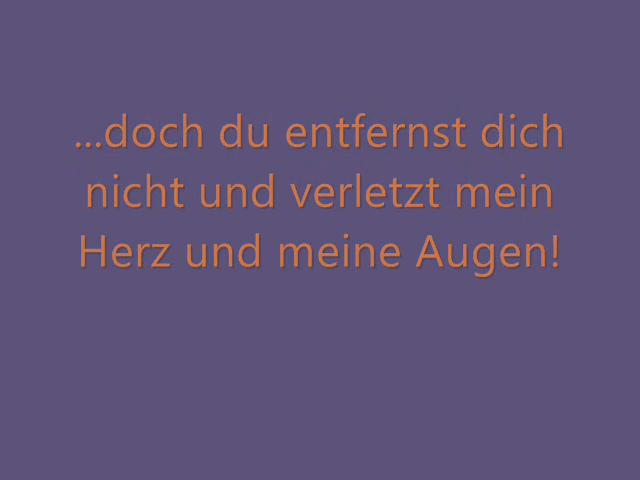 ...doch du entfernst dich
nicht und verletzt mein
Herz und meine Augen!